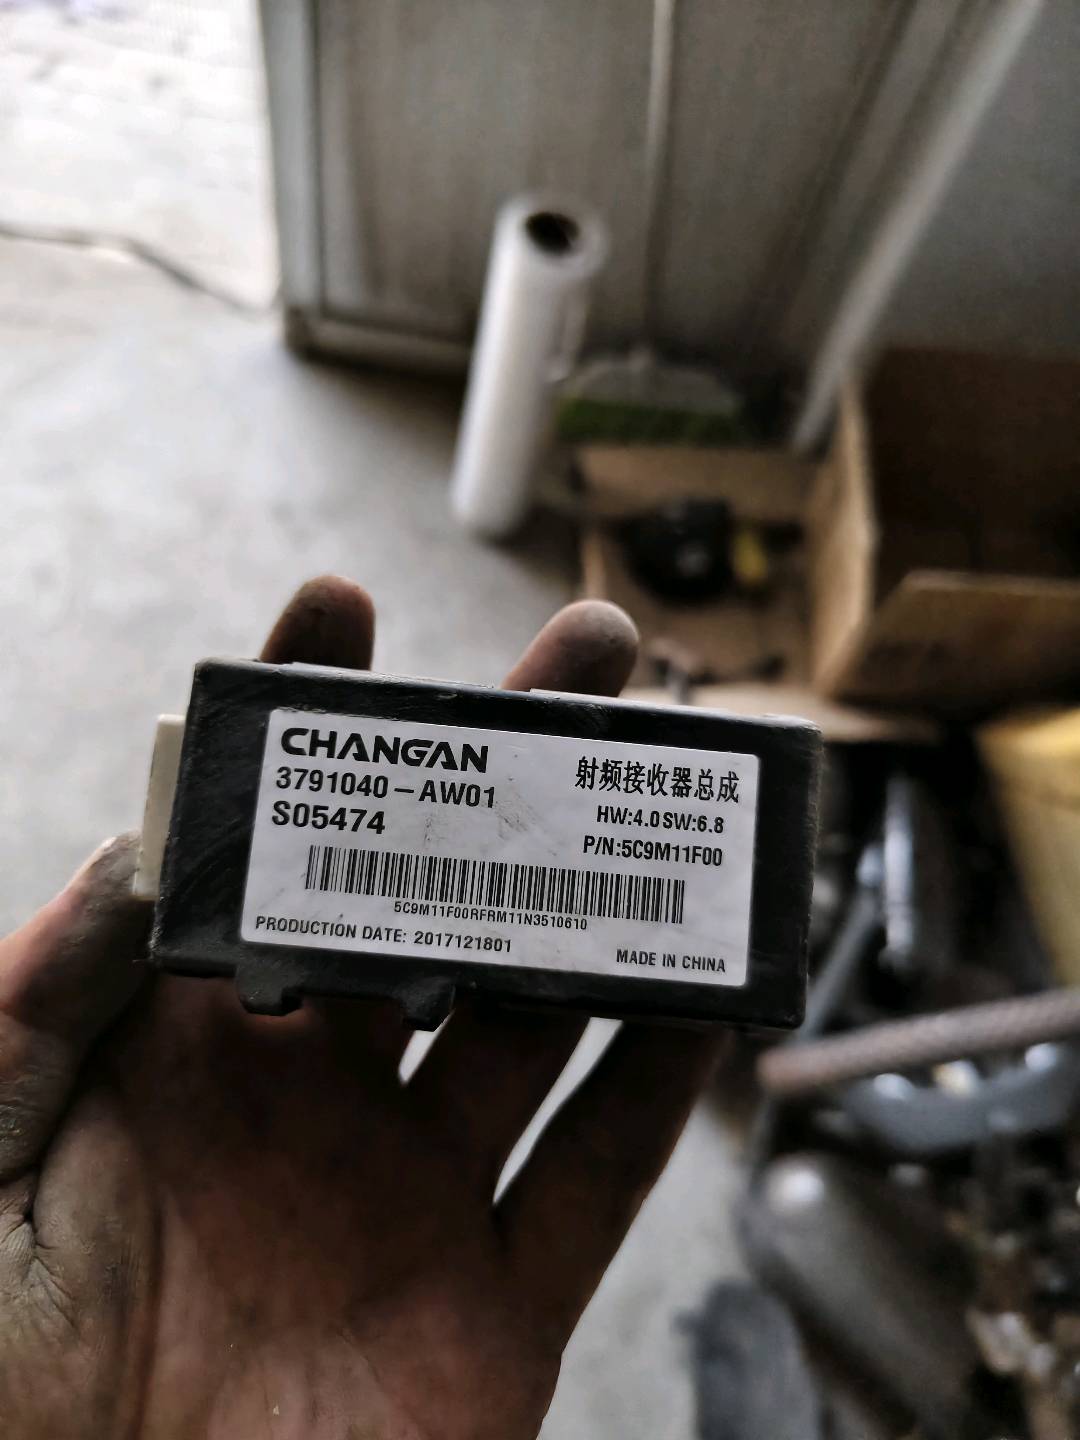 CHANGAN
3791040-AW01
S05474
射频接收器总成
HW:4.0 SW:6.8
P/N:5C9M11F00
5C9M11F00RFRM11N3510610
PRODUCTION DATE: 2017121801
MADE IN CHINA